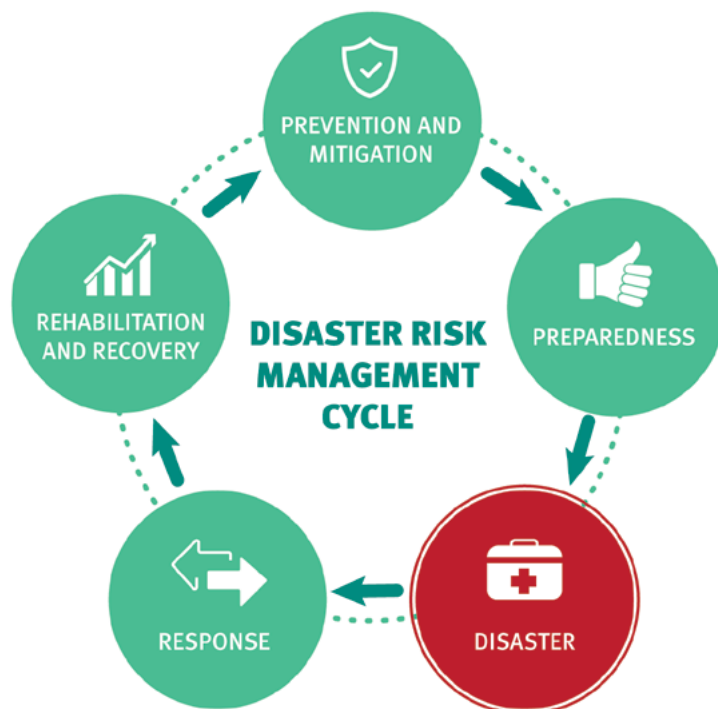 PREVENTION AND
MITIGATION
PREPAREDNESS
DISASTER
RESPONSE
REHABILITATION
AND RECOVERY
DISASTER RISK
MANAGEMENT
CYCLE